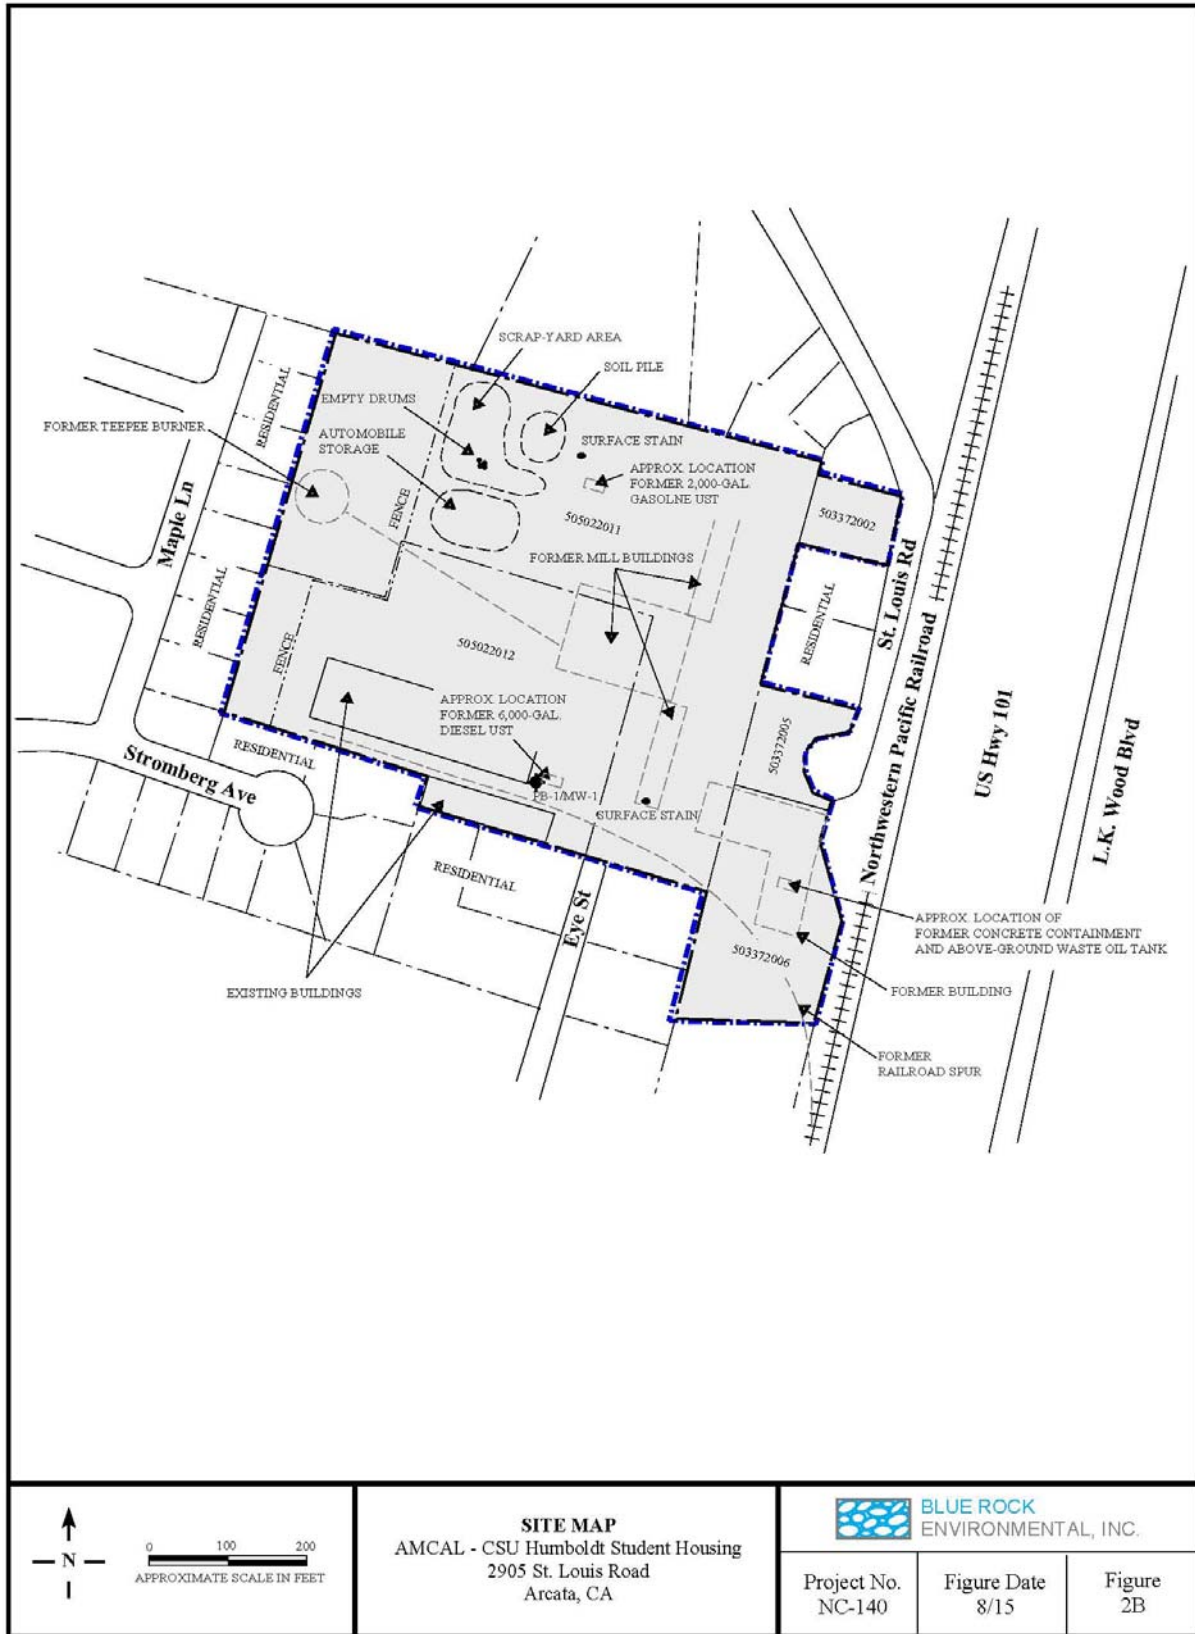 SCRAP-YARD AREA
SOIL PILE
EMPTY DRUMS
RESIDENTIAL
FORMER TEEPEE BURNER
AUTOMOBILE
STORAGE
SURFACE STAIN
APPROX. LOCATION
FORMER 2,000-GAL.
GASOLNE UST
FENCE
505022011
503372002
Maple Ln
FORMER MILL BUILDINGS
RESIDENTIAL
RESIDENTIAL
St. Louis Rd
FENCE
505022012
Northwestern Pacific Railroad
US Hwy 101
L.K. Wood Blvd
APPROX. LOCATION
FORMER 6,000-GAL.
DIESEL UST
503372005
RESIDENTIAL
Stromberg Ave
PB-1/MW-1
SURFACE STAIN
RESIDENTIAL
Eye St
APPROX. LOCATION OF
FORMER CONCRETE CONTAINMENT
AND ABOVE-GROUND WASTE OIL TANK
503372006
EXISTING BUILDINGS
FORMER BUILDING
FORMER
RAILROAD SPUR
N
0 100 200
APPROXIMATE SCALE IN FEET
SITE MAP
AMCAL - CSU Humboldt Student Housing
2905 St. Louis Road
Arcata, CA
BLUE ROCK
ENVIRONMENTAL, INC.
Project No.
NC-140
Figure Date
8/15
Figure
2B